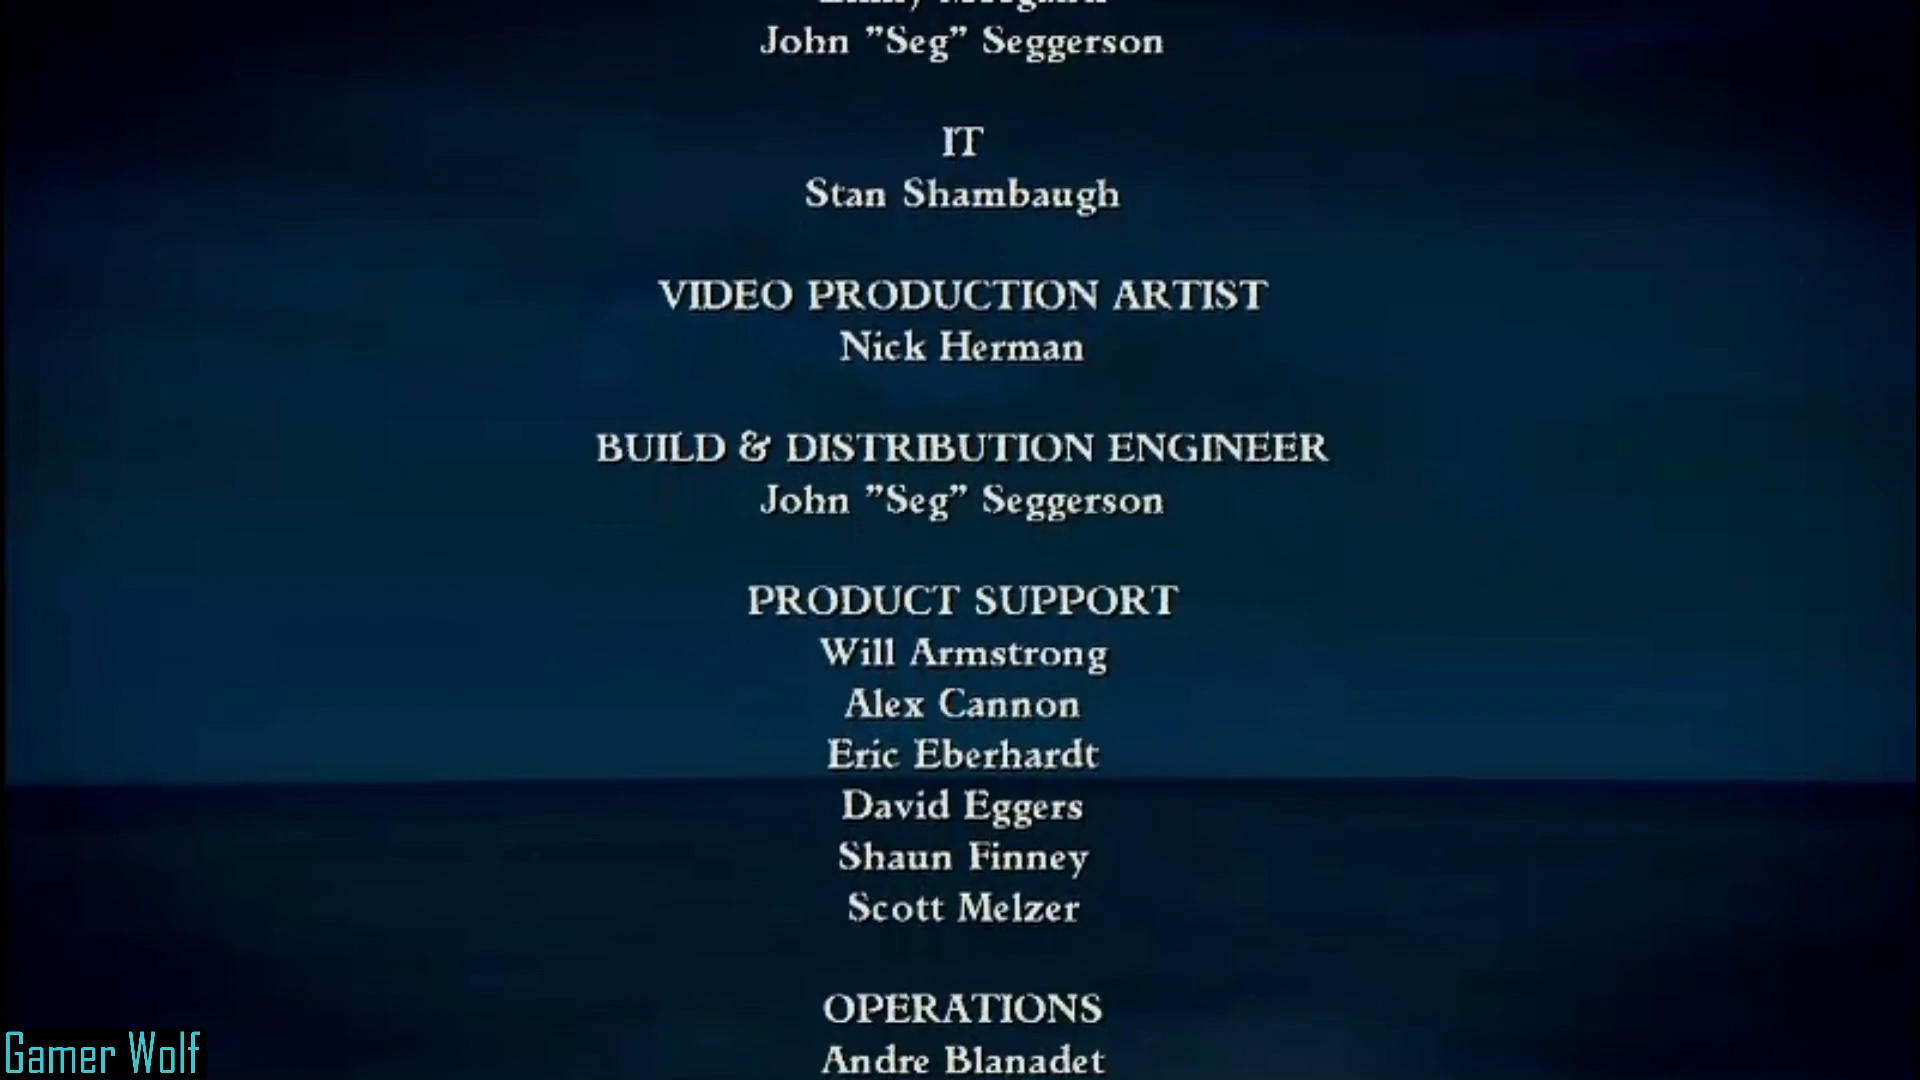 John "Seg" Seggerson
IT
Stan Shambaugh
VIDEO PRODUCTION ARTIST
Nick Herman
BUILD & DISTRIBUTION ENGINEER
John "Seg" Seggerson
PRODUCT SUPPORT
Will Armstrong
Alex Cannon
Eric Eberhardt
David Eggers
Shaun Finney
Scott Melzer
OPERATIONS
Andre Blanadet
Gamer Wolf